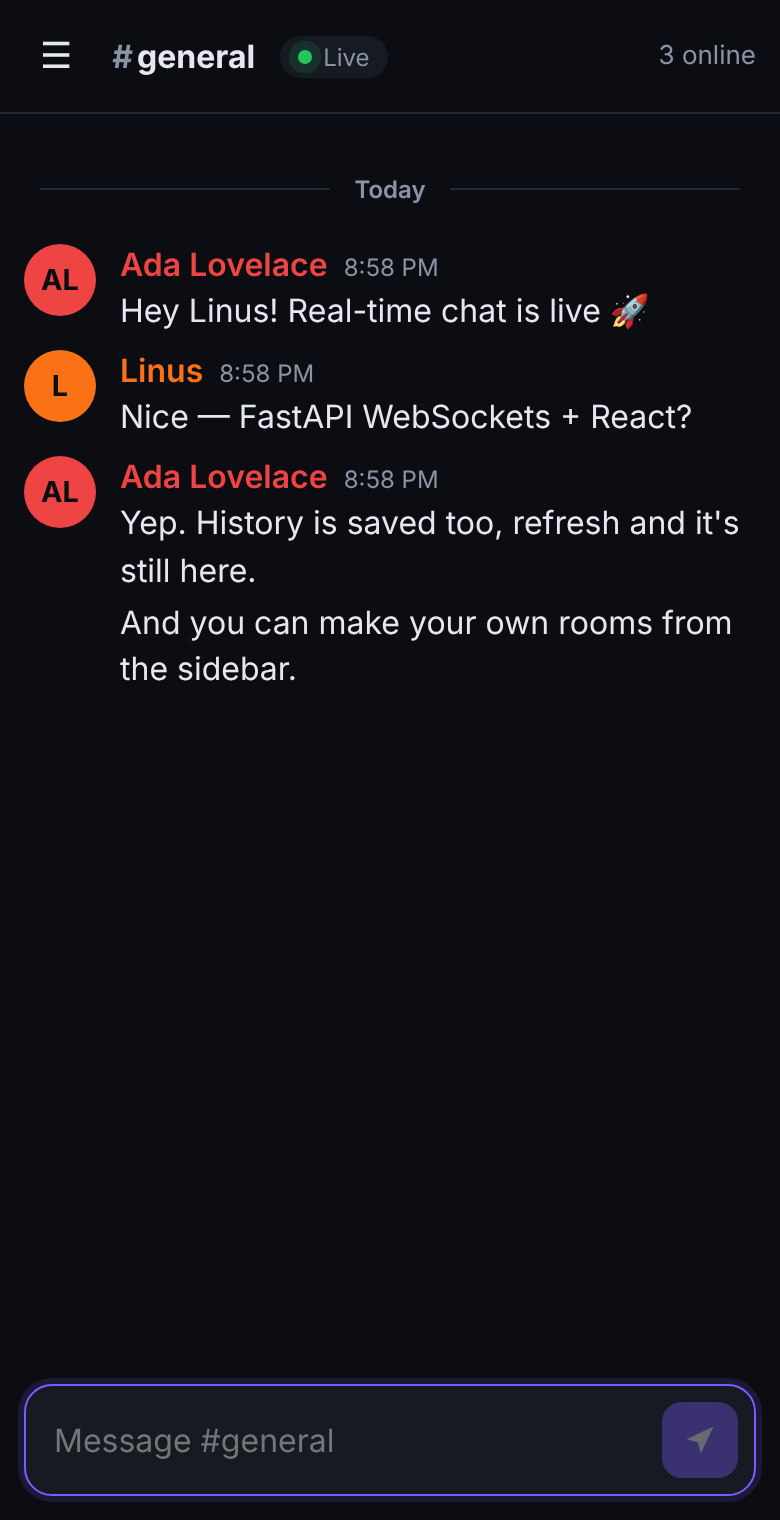 ☰ #general Live 3 online
Today
AL Ada Lovelace 8:58 PM
Hey Linus! Real-time chat is live 🚀
L Linus 8:58 PM
Nice — FastAPI WebSockets + React?
AL Ada Lovelace 8:58 PM
Yep. History is saved too, refresh and it's
still here.
And you can make your own rooms from
the sidebar.
Message #general